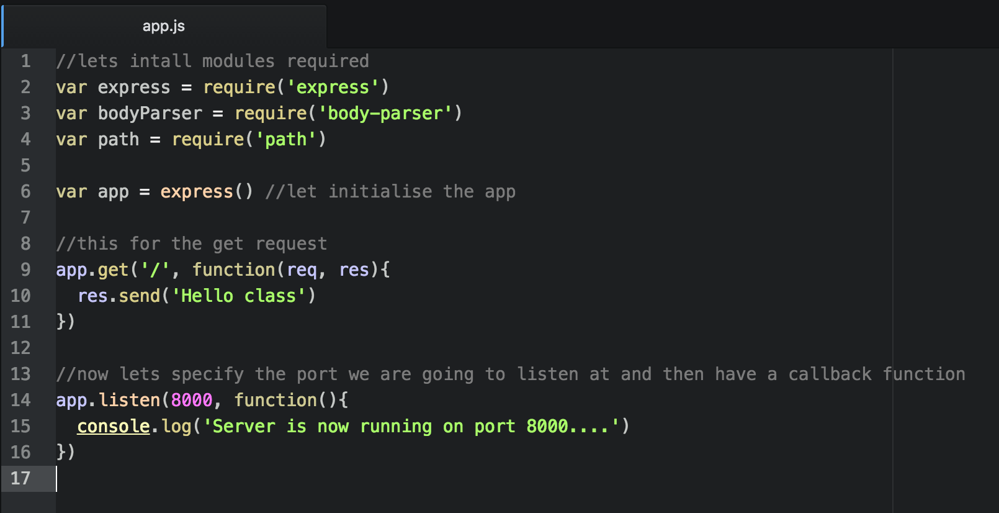 app.js
1 //lets intall modules required
2 var express = require('express')
3 var bodyParser = require('body-parser')
4 var path = require('path')
5
6 var app = express() //let initialise the app
7
8 //this for the get request
9 app.get('/', function(req, res){
10   res.send('Hello class')
11 })
12
13 //now lets specify the port we are going to listen at and then have a callback function
14 app.listen(8000, function(){
15   console.log('Server is now running on port 8000....')
16 })
17